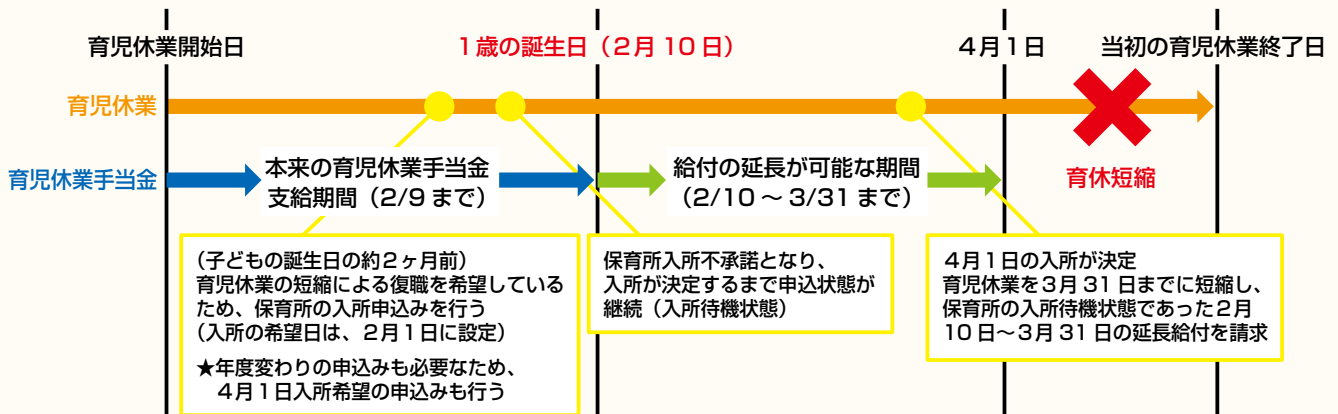 育児休業開始日
1歳の誕生日（2月10日）
4月1日
当初の育児休業終了日
育児休業
育児休業手当金
本来の育児休業手当金
支給期間（2/9 まで）
給付の延長が可能な期間
（2/10 ～ 3/31 まで）
育休短縮
（子どもの誕生日の約2ヶ月前）
育児休業の短縮による復職を希望している
ため、保育所の入所申込みを行う
（入所の希望日は、2月1日に設定）
★年度変わりの申込みも必要なため、
4月1日入所希望の申込みも行う
保育所入所不承諾となり、
入所が決定するまで申込状態が
継続（入所待機状態）
4月1日の入所が決定
育児休業を3月31日までに短縮し、
保育所の入所待機状態であった2月
10日～3月31日の延長給付を請求